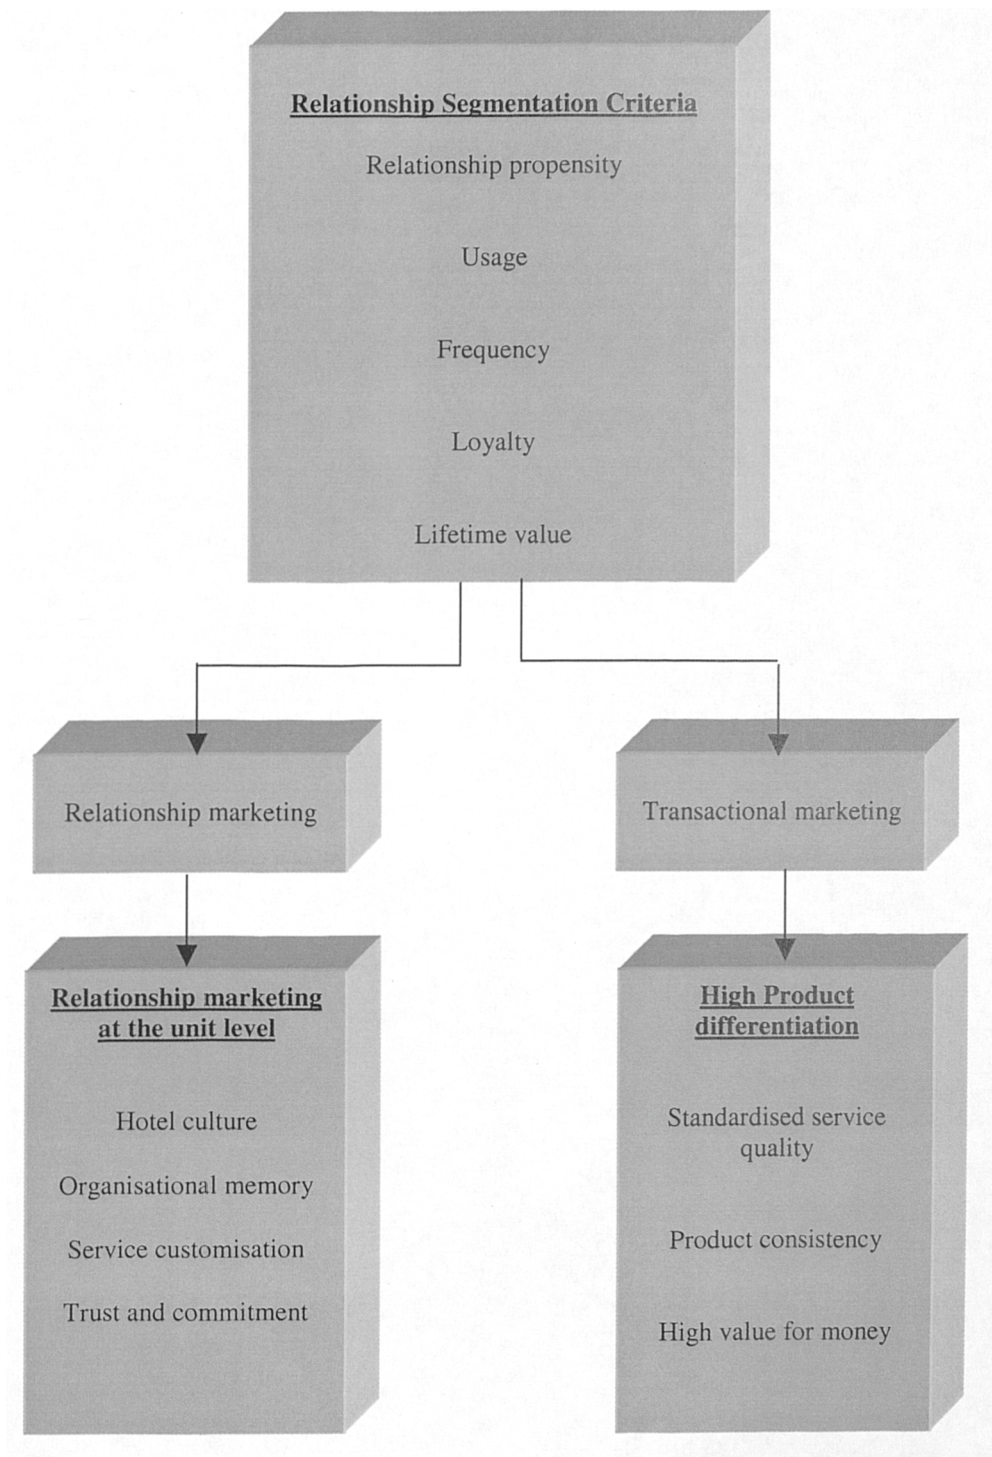 Relationship Segmentation Criteria
Relationship propensity
Usage
Frequency
Loyalty
Lifetime value
Relationship marketing
Transactional marketing
Relationship marketing
at the unit level
Hotel culture
Organisational memory
Service customisation
Trust and commitment
High Product
differentiation
Standardised service
quality
Product consistency
High value for money